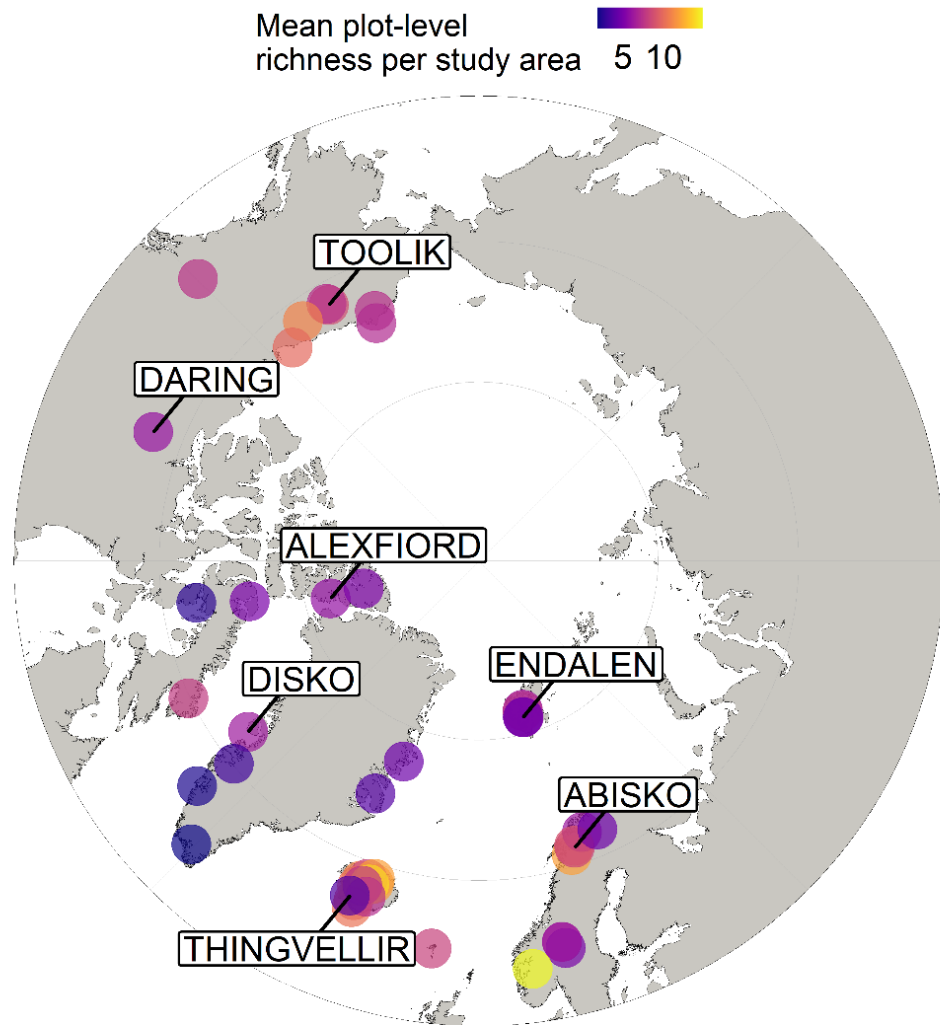 Mean plot-level
richness per study area 5 10
TOOLIK
DARING
ALEXFIORD
ENDALEN
DISKO
ABISKO
THINGVELLIR